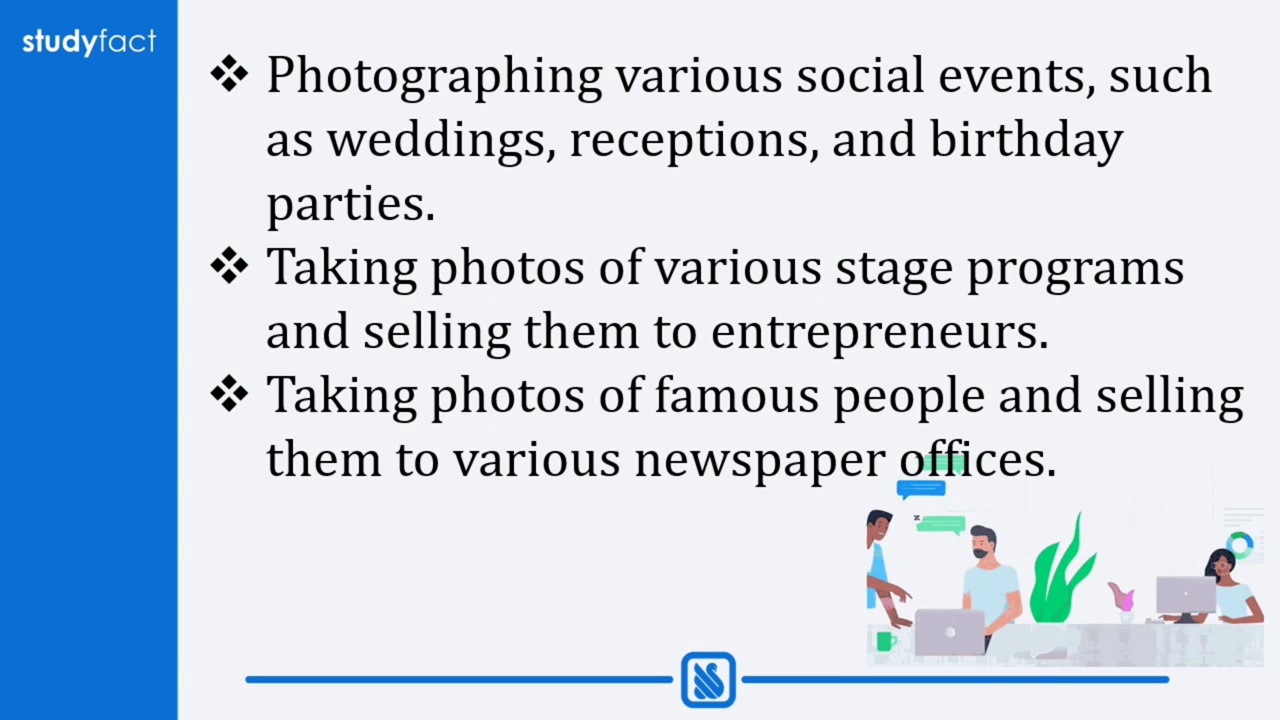 studyfact
❖ Photographing various social events, such
as weddings, receptions, and birthday
parties.
❖ Taking photos of various stage programs
and selling them to entrepreneurs.
❖ Taking photos of famous people and selling
them to various newspaper offices.